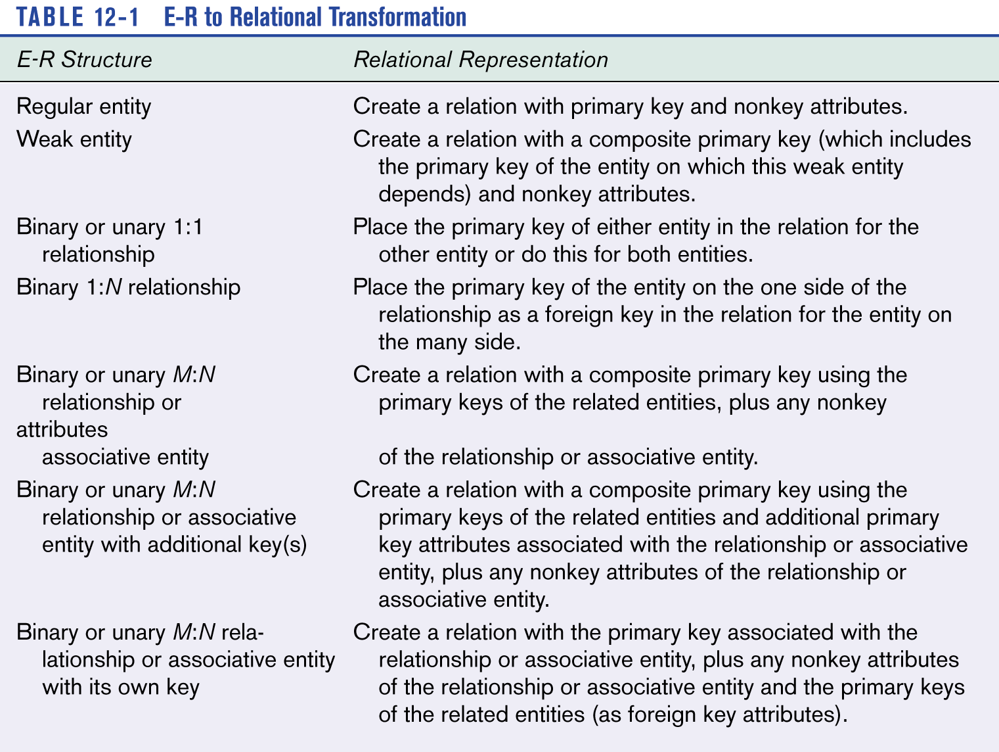 TABLE 12-1 E-R to Relational Transformation
E-R Structure Relational Representation
Regular entity Create a relation with primary key and nonkey attributes.
Weak entity Create a relation with a composite primary key (which includes
the primary key of the entity on which this weak entity
depends) and nonkey attributes.
Binary or unary 1:1 Place the primary key of either entity in the relation for the
relationship other entity or do this for both entities.
Binary 1:N relationship Place the primary key of the entity on the one side of the
relationship as a foreign key in the relation for the entity on
the many side.
Binary or unary M:N Create a relation with a composite primary key using the
relationship or primary keys of the related entities, plus any nonkey
attributes
associative entity of the relationship or associative entity.
Binary or unary M:N Create a relation with a composite primary key using the
relationship or associative primary keys of the related entities and additional primary
entity with additional key(s) key attributes associated with the relationship or associative
entity, plus any nonkey attributes of the relationship or
associative entity.
Binary or unary M:N rela- Create a relation with the primary key associated with the
lationship or associative entity relationship or associative entity, plus any nonkey attributes
with its own key of the relationship or associative entity and the primary keys
of the related entities (as foreign key attributes).